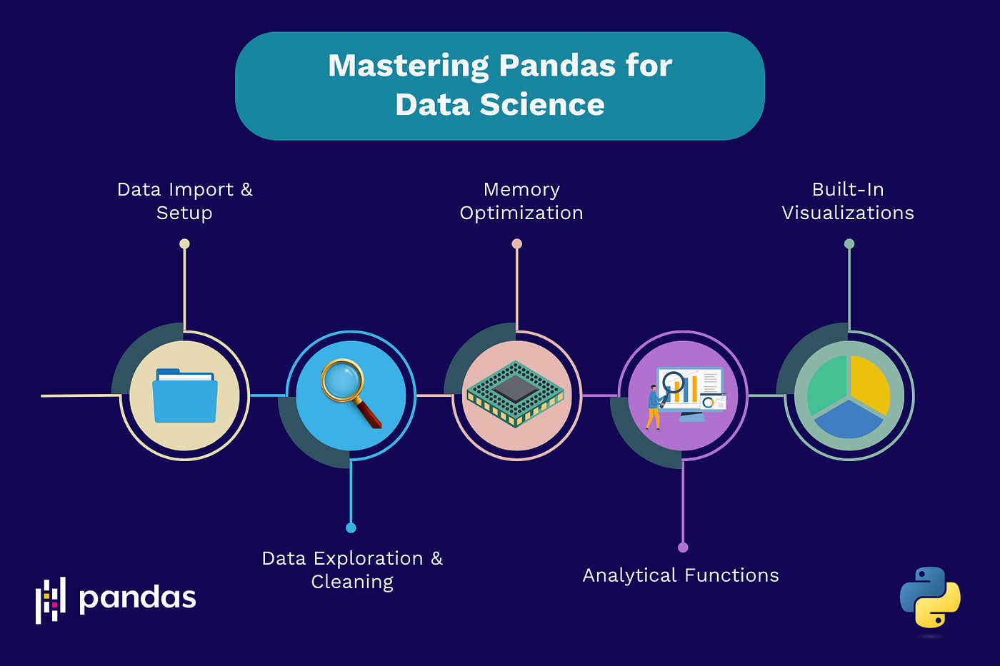 Mastering Pandas for
Data Science
Data Import &
Setup
Memory
Optimization
Built-In
Visualizations
Data Exploration &
Cleaning
Analytical Functions
pandas